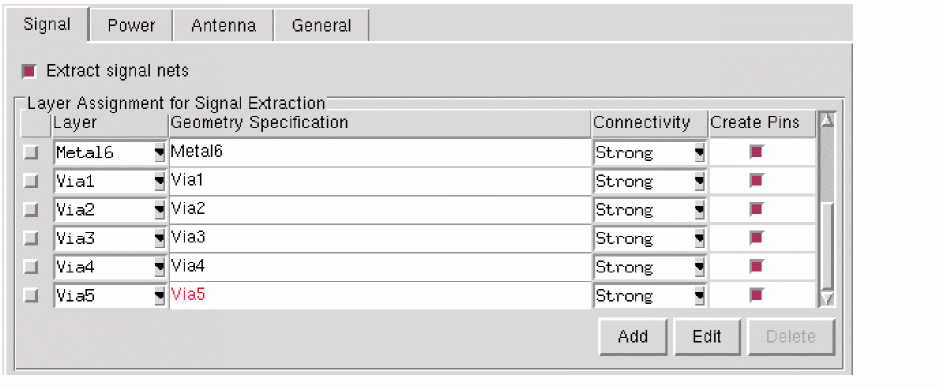 Signal Power Antenna General
Extract signal nets
Layer Assignment for Signal Extraction
Layer Geometry Specification Connectivity Create Pins
Metal6 Metal6 Strong
Via1 Via1 Strong
Via2 Via2 Strong
Via3 Via3 Strong
Via4 Via4 Strong
Via5 Via5 Strong
Add Edit Delete